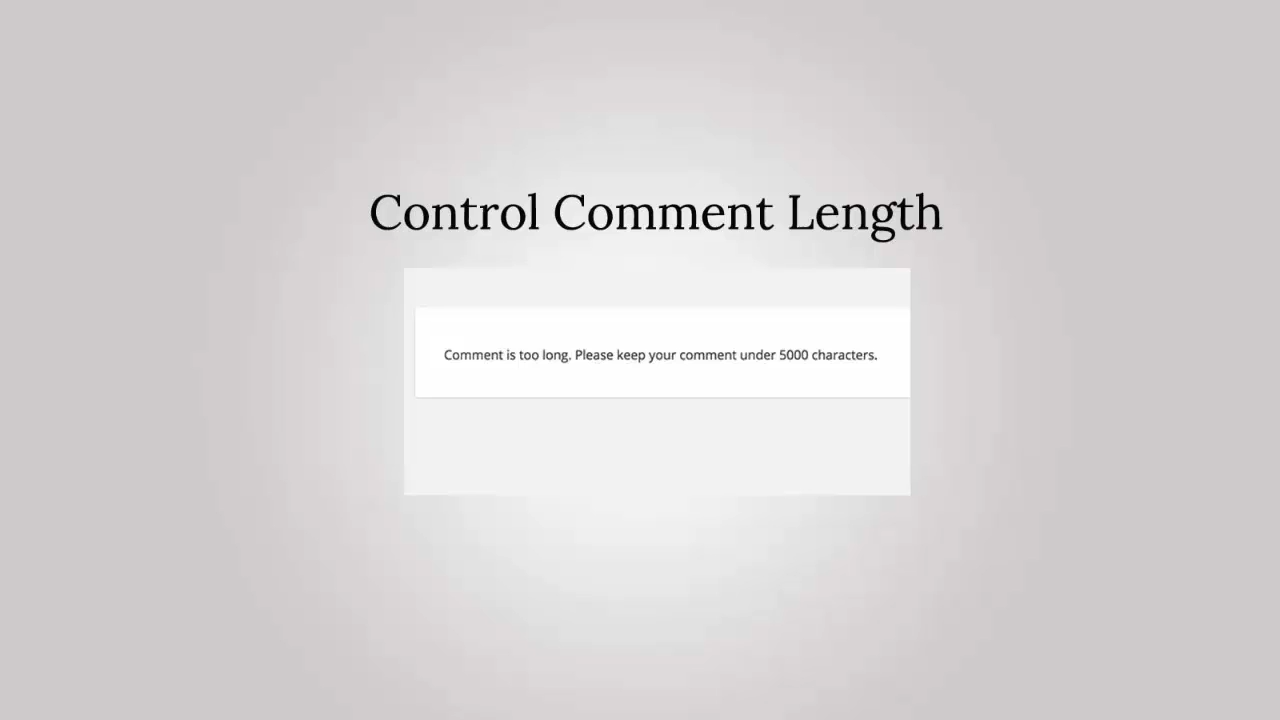 Control Comment Length
Comment is too long. Please keep your comment under 5000 characters.